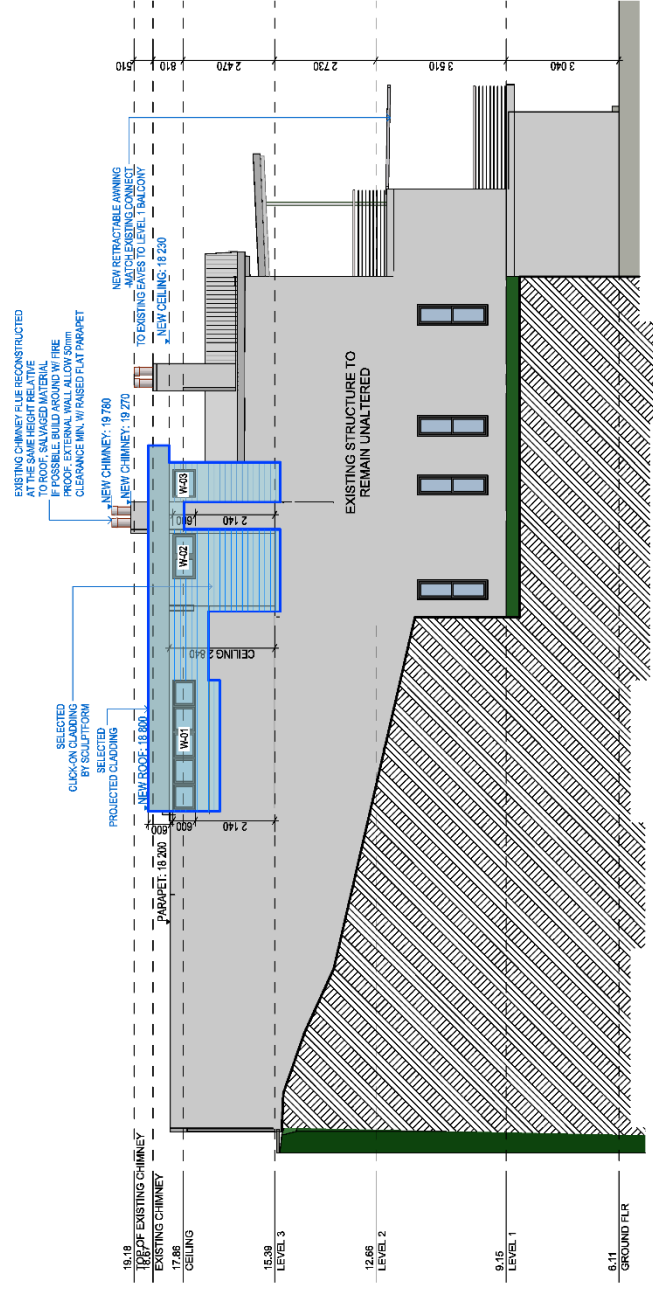 EXISTING CHIMNEY FLUE RECONSTRUCTED
AT THE SAME HEIGHT RELATIVE
TO ROOF, SALVAGED MATERIAL
IF POSSIBLE. BUILD AROUND W/ FIRE
PROOF. EXTERNAL WALL ALLOW 50mm
CLEARANCE MIN. W/ RAISED FLAT PARAPET
NEW CHIMNEY: 19 780
NEW CHIMNEY: 19 270
SELECTED
CLICK-ON CLADDING
BY SCULPTFORM
SELECTED
PROJECTED CLADDING
NEW ROOF: 18 800
PARAPET: 18 200
NEW RETRACTABLE AWNING
-MATCH EXISTING CONNECT
TO EXISTING EAVES TO LEVEL 1 BALCONY
NEW CEILING: 18 230
W-01
W-02
W-03
600
600
2 140
CEILING 2 840
600
2 140
EXISTING STRUCTURE TO
REMAIN UNALTERED
19.18
TOP OF EXISTING CHIMNEY
18.67
EXISTING CHIMNEY
17.86
CEILING
15.39
LEVEL 3
12.66
LEVEL 2
9.15
LEVEL 1
6.11
GROUND FLR
510
810
2 470
2 730
3 510
3 040